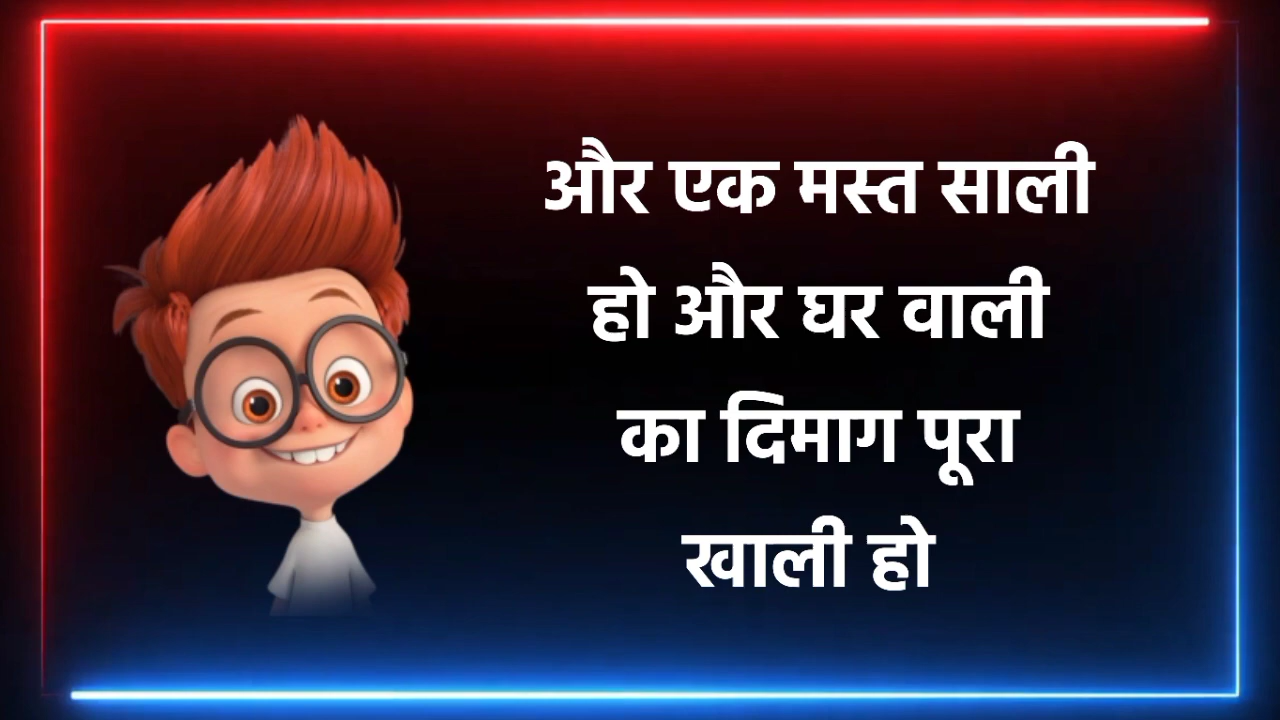 और एक मस्त साली
हो और घर वाली
का दिमाग पूरा
खाली हो